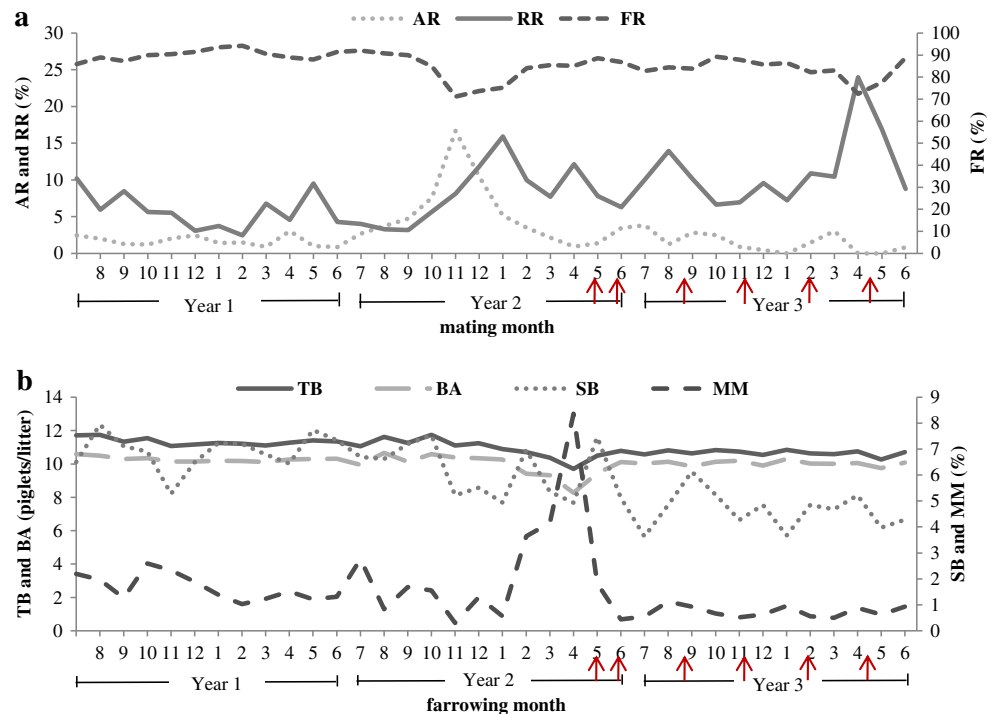 a
AR RR FR
30
25
20
15
10
5
0
AR and RR (%)
100
90
80
70
60
50
40
30
20
10
0
FR (%)
8 9 10 11 12 1 2 3 4 5 6 7 8 9 10 11 12 1 2 3 4 5 6 7 8 9 10 11 12 1 2 3 4 5 6
Year 1 Year 2 Year 3
mating month
b
TB BA SB MM
14
12
10
8
6
4
2
0
TB and BA (piglets/litter)
9
8
7
6
5
4
3
2
1
0
SB and MM (%)
8 9 10 11 12 1 2 3 4 5 6 7 8 9 10 11 12 1 2 3 4 5 6 7 8 9 10 11 12 1 2 3 4 5 6
Year 1 Year 2 Year 3
farrowing month